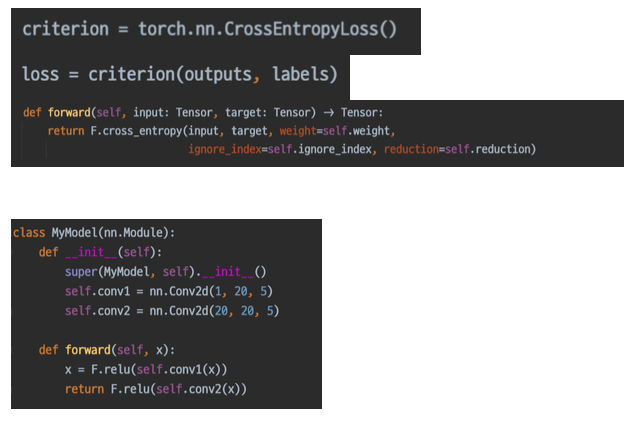 criterion = torch.nn.CrossEntropyLoss()
loss = criterion(outputs, labels)
def forward(self, input: Tensor, target: Tensor) → Tensor:
    return F.cross_entropy(input, target, weight=self.weight,
                           ignore_index=self.ignore_index, reduction=self.reduction)
class MyModel(nn.Module):
    def __init__(self):
        super(MyModel, self).__init__()
        self.conv1 = nn.Conv2d(1, 20, 5)
        self.conv2 = nn.Conv2d(20, 20, 5)
    def forward(self, x):
        x = F.relu(self.conv1(x))
        return F.relu(self.conv2(x))